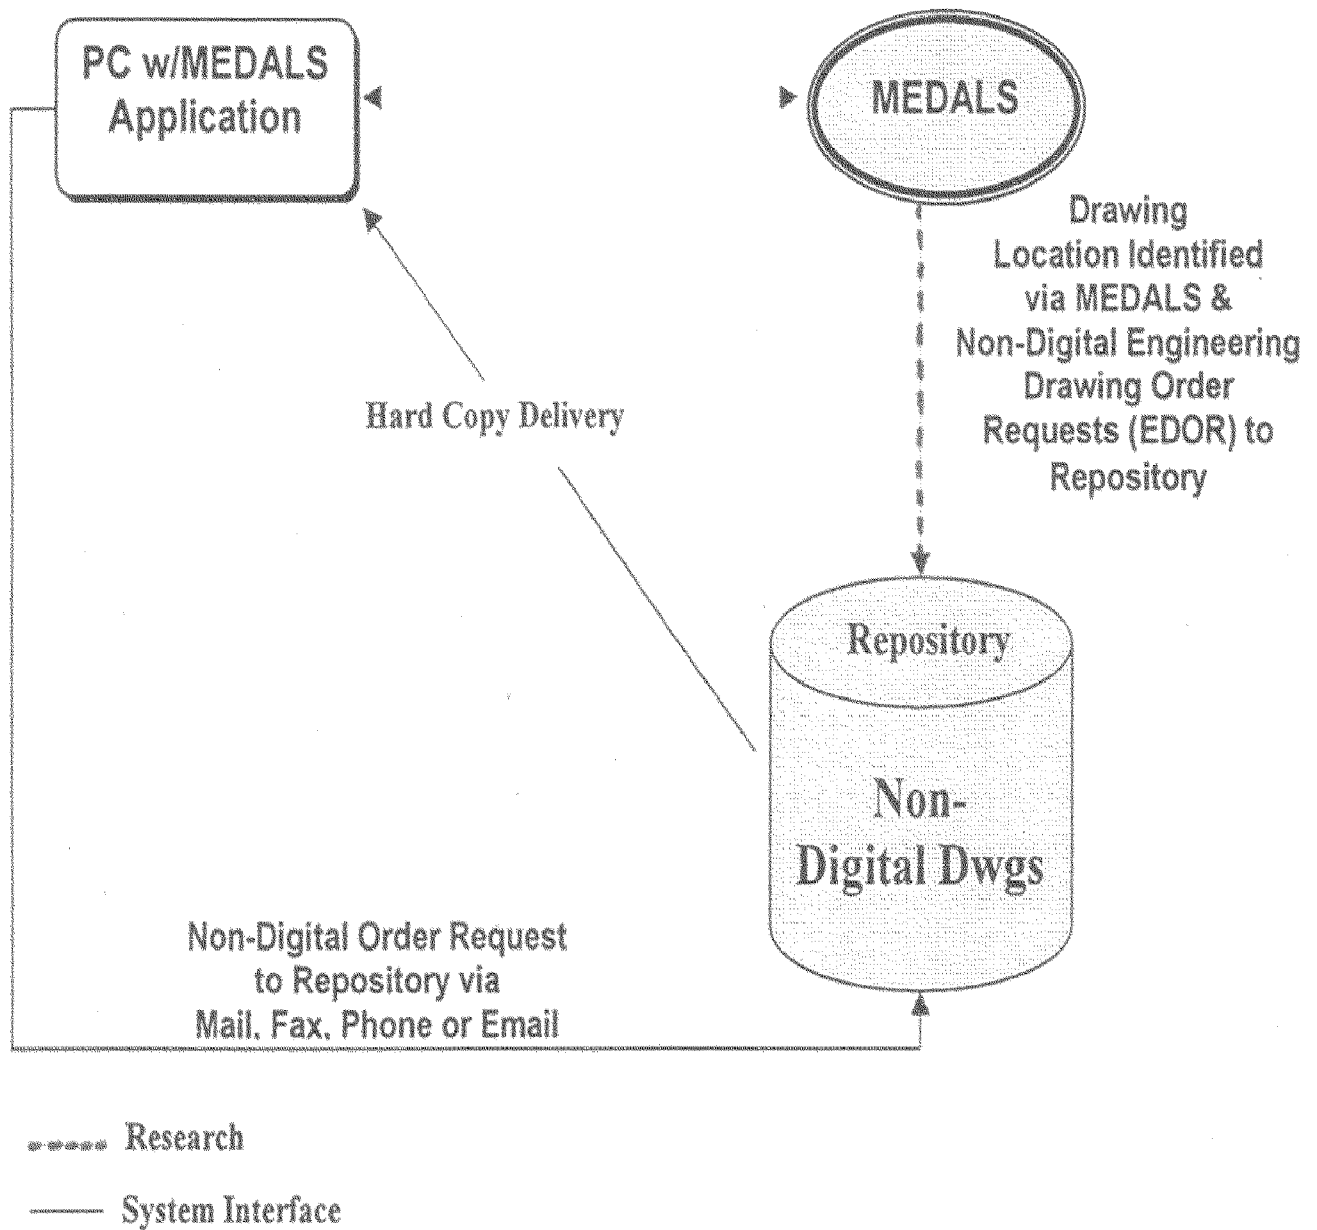 PC w/MEDALS
Application
MEDALS
Drawing
Location Identified
via MEDALS &
Non-Digital Engineering
Drawing Order
Requests (EDOR) to
Repository
Hard Copy Delivery
Repository
Non-
Digital Dwgs
Non-Digital Order Request
to Repository via
Mail, Fax, Phone or Email
Research
System Interface